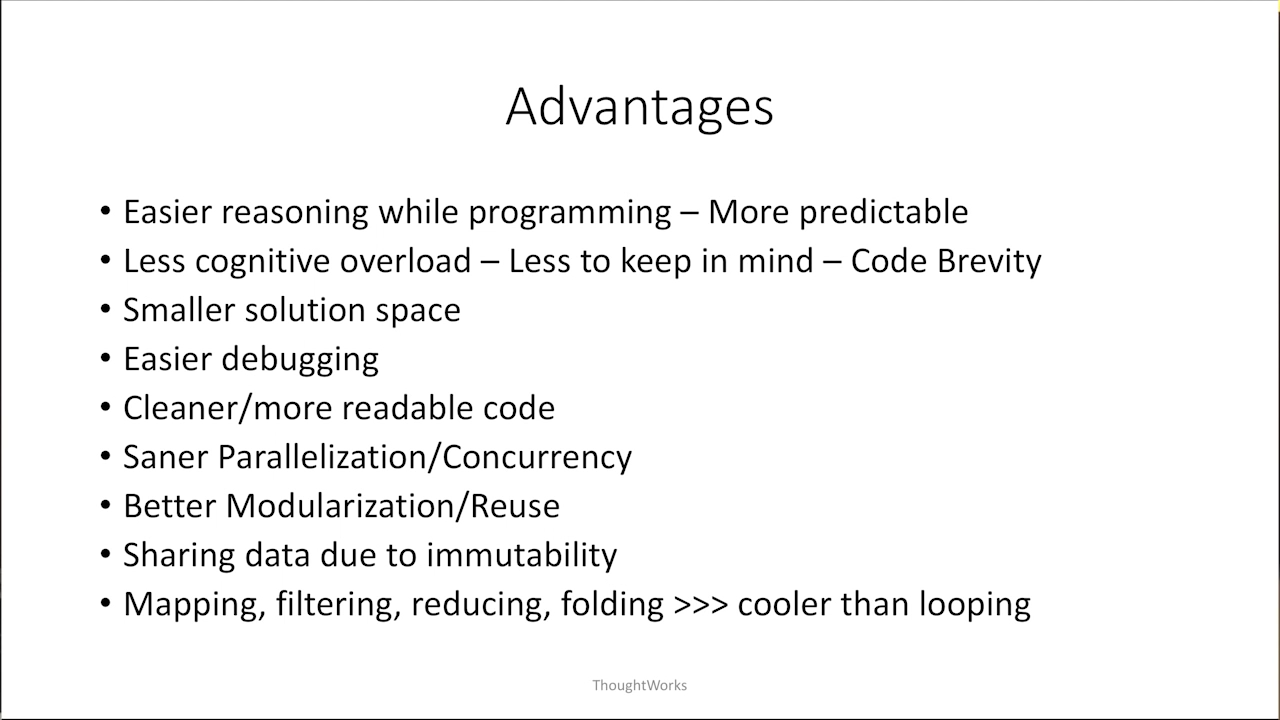 Advantages
• Easier reasoning while programming – More predictable
• Less cognitive overload – Less to keep in mind – Code Brevity
• Smaller solution space
• Easier debugging
• Cleaner/more readable code
• Saner Parallelization/Concurrency
• Better Modularization/Reuse
• Sharing data due to immutability
• Mapping, filtering, reducing, folding >>> cooler than looping
ThoughtWorks